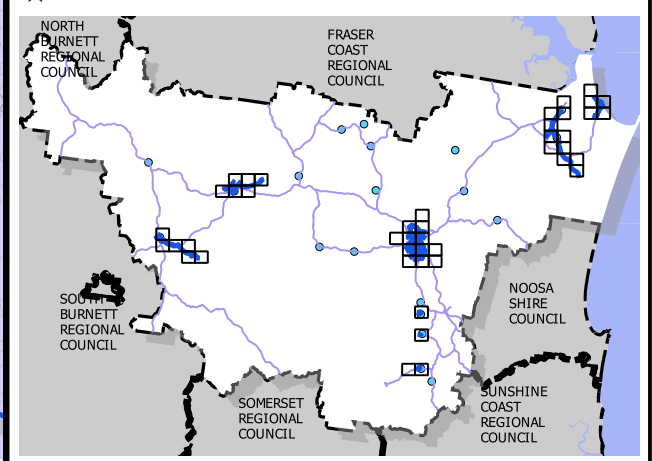 NORTH
BURNETT
REGIONAL
COUNCIL
FRASER
COAST
REGIONAL
COUNCIL
NOOSA
SHIRE
COUNCIL
SOUTH
BURNETT
REGIONAL
COUNCIL
SOMERSET
REGIONAL
COUNCIL
SUNSHINE
COAST
REGIONAL
COUNCIL